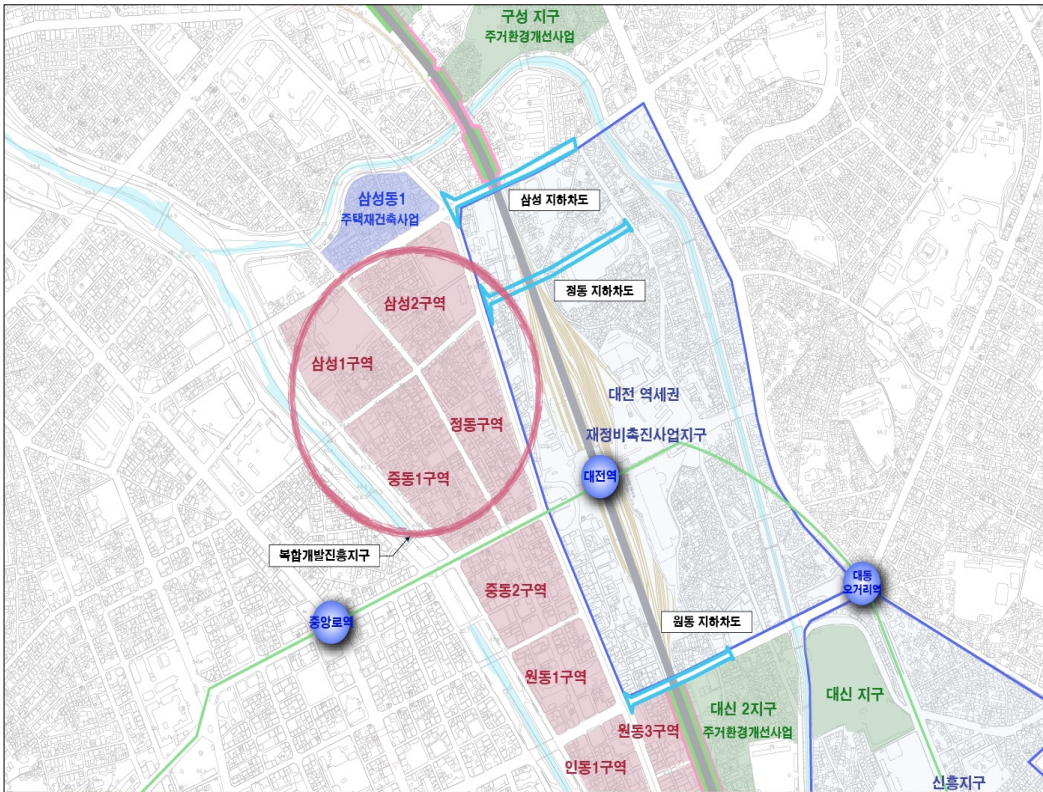 구성 지구
주거환경개선사업
삼성동1
주택재건축사업
삼성 지하차도
정동 지하차도
삼성2구역
삼성1구역
정동구역
대전 역세권
재정비촉진사업지구
중동1구역
대전역
복합개발진흥지구
중동2구역
대동
오거리역
중앙로역
원동 지하차도
원동1구역
대신 2지구
주거환경개선사업
대신 지구
원동3구역
인동1구역
신흥지구